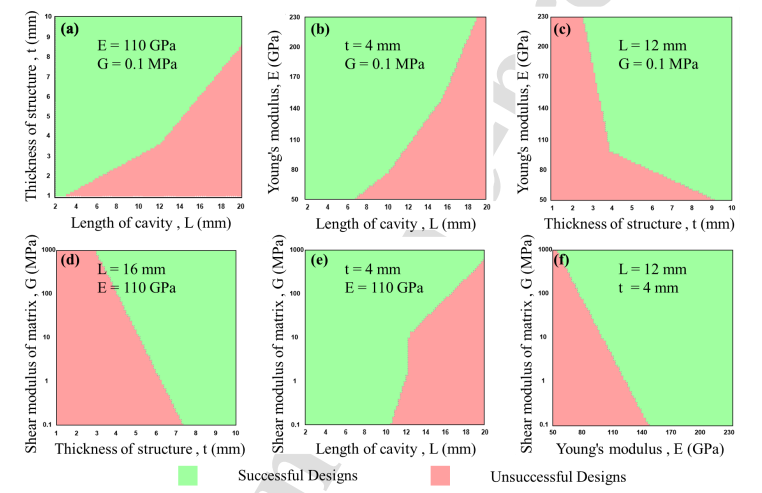 (a)
E = 110 GPa
G = 0.1 MPa
Thickness of structure , t (mm)
10
9
8
7
6
5
4
3
2
1
2 4 6 8 10 12 14 16 18 20
Length of cavity , L (mm)
(b)
t = 4 mm
G = 0.1 MPa
Young's modulus, E (GPa)
230
200
170
140
110
80
50
2 4 6 8 10 12 14 16 18 20
Length of cavity , L (mm)
(c)
L = 12 mm
G = 0.1 MPa
Young's modulus, E (GPa)
230
200
170
140
110
80
50
1 2 3 4 5 6 7 8 9 10
Thickness of structure , t (mm)
(d)
L = 16 mm
E = 110 GPa
Shear modulus of matrix , G (MPa)
1000
100
10
1
0.1
1 2 3 4 5 6 7 8 9 10
Thickness of structure , t (mm)
(e)
t = 4 mm
E = 110 GPa
Shear modulus of matrix , G (MPa)
1000
100
10
1
0.1
2 4 6 8 10 12 14 16 18 20
Length of cavity , L (mm)
(f)
L = 12 mm
t = 4 mm
Shear modulus of matrix , G (MPa)
1000
100
10
1
0.1
50 80 110 140 170 200 230
Young's modulus , E (GPa)
Successful Designs
Unsuccessful Designs